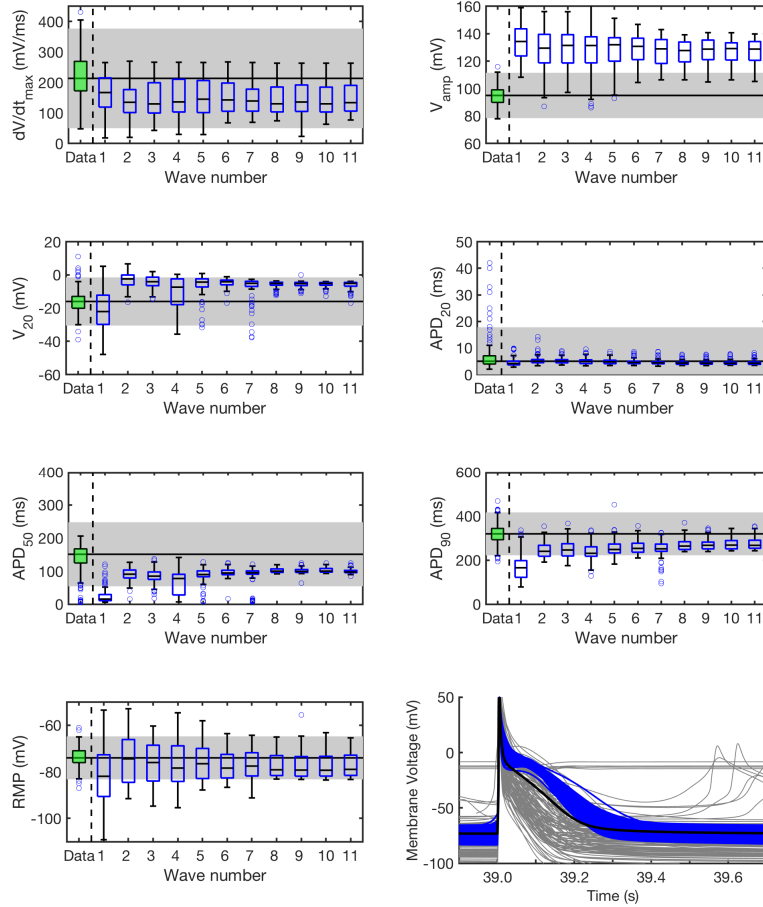 400
300
200
100
0
dV/dt_max (mV/ms)
Data 1 2 3 4 5 6 7 8 9 10 11
Wave number
160
140
120
100
80
60
V_amp (mV)
Data 1 2 3 4 5 6 7 8 9 10 11
Wave number
20
0
-20
-40
-60
V_20 (mV)
Data 1 2 3 4 5 6 7 8 9 10 11
Wave number
50
40
30
20
10
0
APD_20 (ms)
Data 1 2 3 4 5 6 7 8 9 10 11
Wave number
400
300
200
100
0
APD_50 (ms)
Data 1 2 3 4 5 6 7 8 9 10 11
Wave number
600
400
200
0
APD_90 (ms)
Data 1 2 3 4 5 6 7 8 9 10 11
Wave number
-60
-80
-100
RMP (mV)
Data 1 2 3 4 5 6 7 8 9 10 11
Wave number
50
0
-50
-100
Membrane Voltage (mV)
39.0 39.2 39.4 39.6
Time (s)